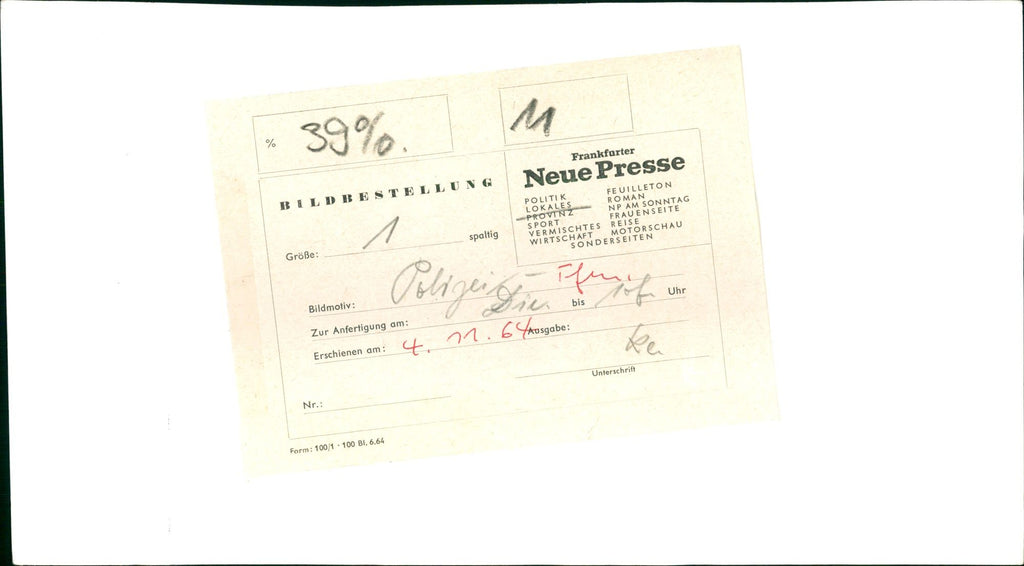 % 39%.
11
Frankfurter
Neue Presse
POLITIK
LOKALES
PROVINZ
SPORT
VERMISCHTES
WIRTSCHAFT
FEUILLETON
ROMAN
NP AM SONNTAG
FRAUENSEITE
REISE
MOTORSCHAU
SONDERSEITEN
BILDBESTELLUNG
Größe: 1 spaltig
Bildmotiv: Polizei
Zur Anfertigung am: bis Uhr
Erschienen am: 4. 11. 64 Ausgabe:
Unterschrift
Nr.:
Form: 100/1 · 100 Bl. 6.64